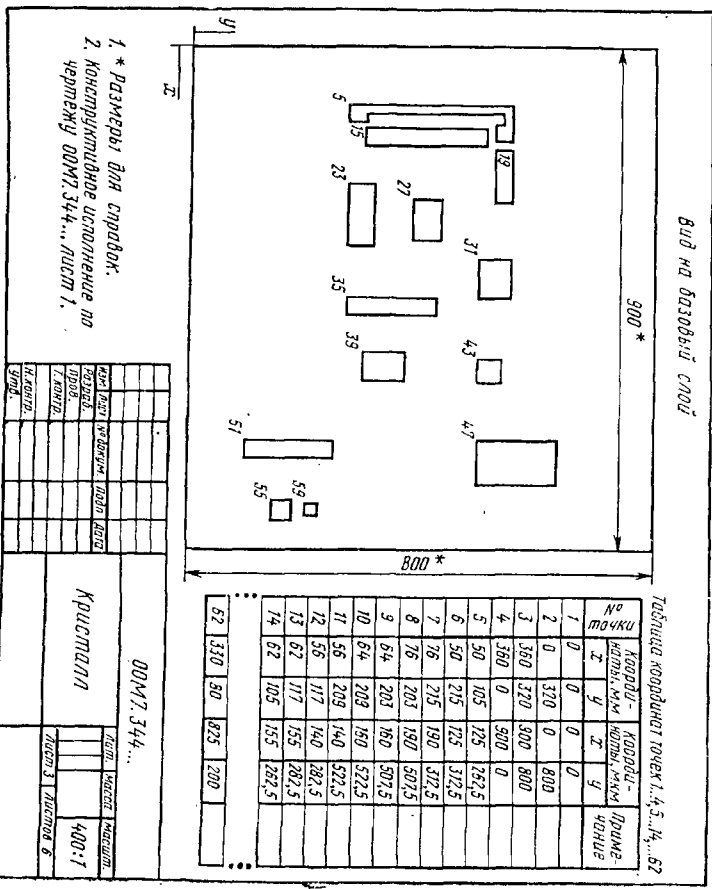 Вид на базовый слой
900*
800*
y
x
5
15
19
23
27
31
35
39
43
47
51
55
59
1. * Размеры для справок.
2. Конструктивное исполнение по
чертежу 00М7.344... лист 1.
Таблица координат точек 1...4,5...14,...62
№ точки | Координаты, мм | Координаты, мкм | Примечание
x y x y
1 0 0 0 0
2 0 320 0 800
3 360 320 900 800
4 360 0 900 0
5 50 105 125 262,5
6 50 215 125 312,5
7 76 215 190 312,5
8 76 203 190 507,5
9 64 203 160 507,5
10 64 209 160 522,5
11 56 209 140 522,5
12 56 117 140 282,5
13 62 117 155 282,5
14 62 105 155 262,5
62 330 80 825 200
00М7.344...
Кристалл
Лит. Масса Масшт.
400:1
Лист 3 Листов 6
Изм Лист № докум. Подп Дата
Разраб.
Пров.
Т.контр.
Н.контр.
Утв.